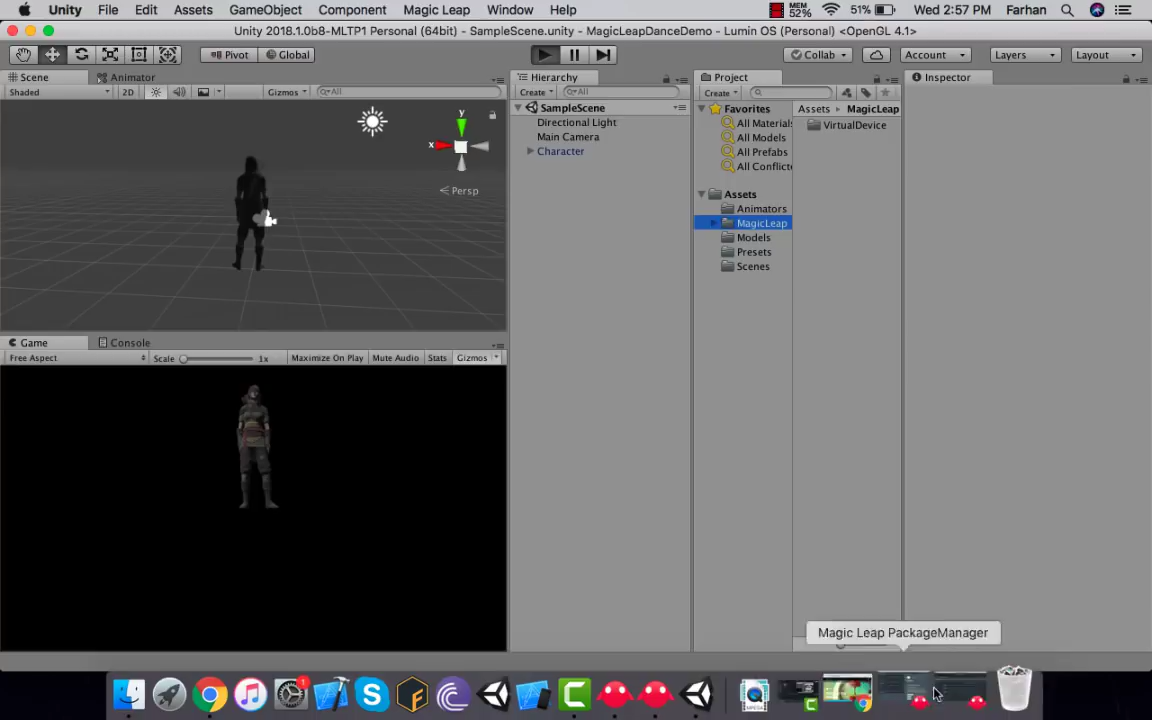 Unity File Edit Assets GameObject Component Magic Leap Window Help MEM 52% 51% Wed 2:57 PM Farhan
Unity 2018.1.0b8-MLTP1 Personal (64bit) - SampleScene.unity - MagicLeapDanceDemo - Lumin OS (Personal) <OpenGL 4.1>
Pivot Global Collab Account Layers Layout
Scene Animator Hierarchy Project Inspector
Shaded 2D Gizmos All Create All Create
SampleScene Favorites Assets MagicLeap
Directional Light All Materials VirtualDevice
Main Camera All Models
Character All Prefabs
All Conflict
y
x
Persp
Assets
Animators
MagicLeap
Models
Presets
Scenes
Game Console
Free Aspect Scale 1x Maximize On Play Mute Audio Stats Gizmos
Magic Leap PackageManager
1